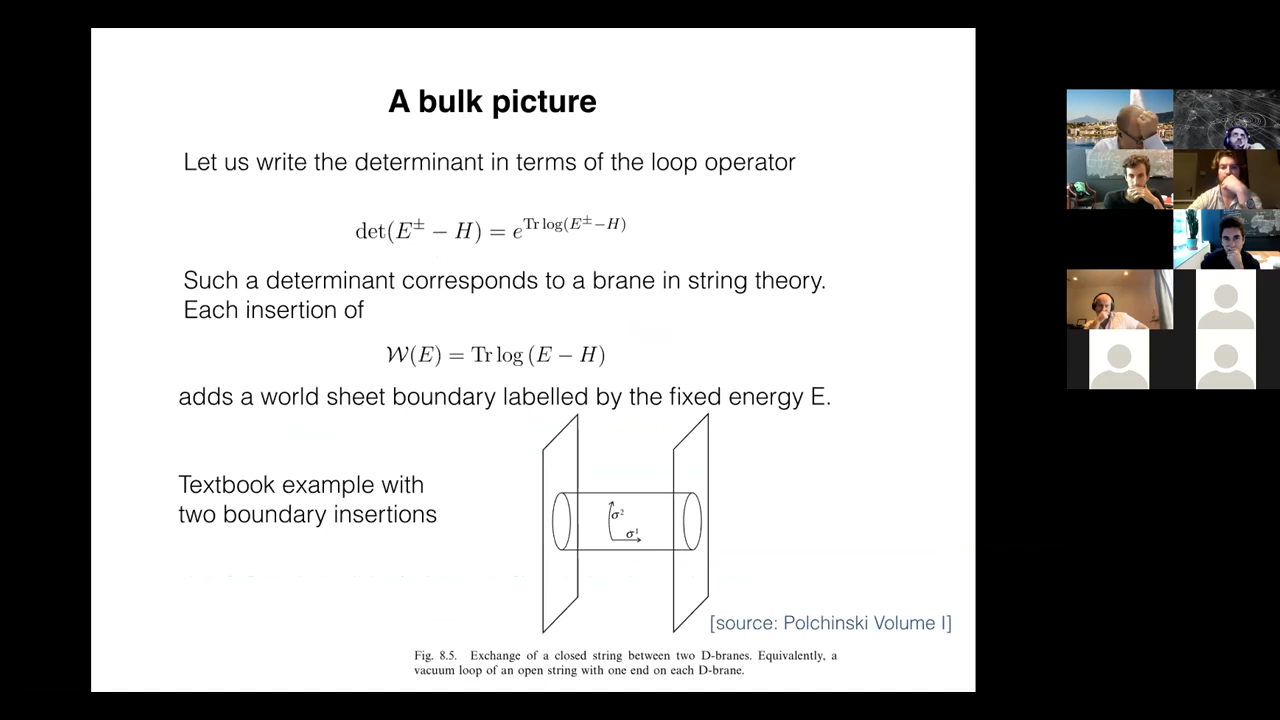 A bulk picture
Let us write the determinant in terms of the loop operator
det(E^± − H) = e^{Tr log(E^± − H)}
Such a determinant corresponds to a brane in string theory.
Each insertion of
𝒲(E) = Tr log (E − H)
adds a world sheet boundary labelled by the fixed energy E.
Textbook example with
two boundary insertions
σ²
σ¹
[source: Polchinski Volume I]
Fig. 8.5. Exchange of a closed string between two D-branes. Equivalently, a
vacuum loop of an open string with one end on each D-brane.